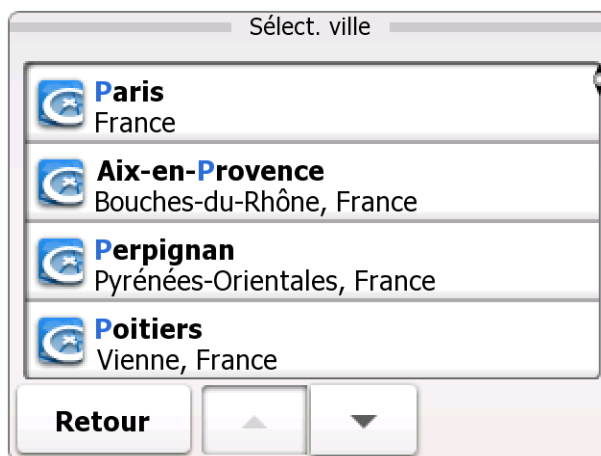 Sélect. ville
Paris
France
Aix-en-Provence
Bouches-du-Rhône, France
Perpignan
Pyrénées-Orientales, France
Poitiers
Vienne, France
Retour